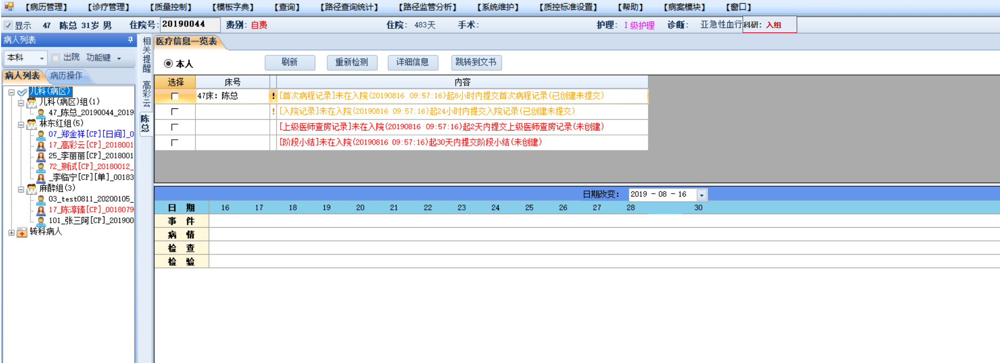 【病历管理】 【诊疗管理】 【质量控制】 【模板字典】 【查询】 【路径查询统计】 【路径监管分析】 【系统维护】 【质控标准设置】 【帮助】 【病案模块】 【窗口】
显示 47 陈总 31岁 男 住院号: 20190044 费别: 自费 住院: 483天 手术: 护理: Ⅰ级护理 诊断: 亚急性血行 科研: 入组
病人列表
本科 出院 功能键
病人列表 病历操作
儿科(病区)
儿科(病区)组(1)
47_陈总_20190044_2019
林东红组(5)
07_郑金祥[CP][日间]_0
17_高彩云[CP]_2018001
25_李丽丽[CP]_2018001
72_测试[CP]_20180012_
_李临宁[CP][单]_00183
麻醉组(3)
03_test0811_20200105_
17_陈淳臻[CP]_0018079
101_张三阿[CP]_201900
转科病人
相关提醒
高彩云
陈总
医疗信息一览表
本人 刷新 重新检测 详细信息 跳转到文书
选择 床号 内容
47床: 陈总 ! [首次病程记录]未在入院(20190816 09:57:16)起8小时内提交首次病程记录(已创建未提交)
! [入院记录]未在入院(20190816 09:57:16)起24小时内提交入院记录(已创建未提交)
[上级医师查房记录]未在入院(20190816 09:57:16)起2天内提交上级医师查房记录(未创建)
[阶段小结]未在入院(20190816 09:57:16)起30天内提交阶段小结(未创建)
日期改变: 2019 - 08 - 16
日 期 16 17 18 19 20 21 22 23 24 25 26 27 28 30
事 件
病 情
检 查
检 验